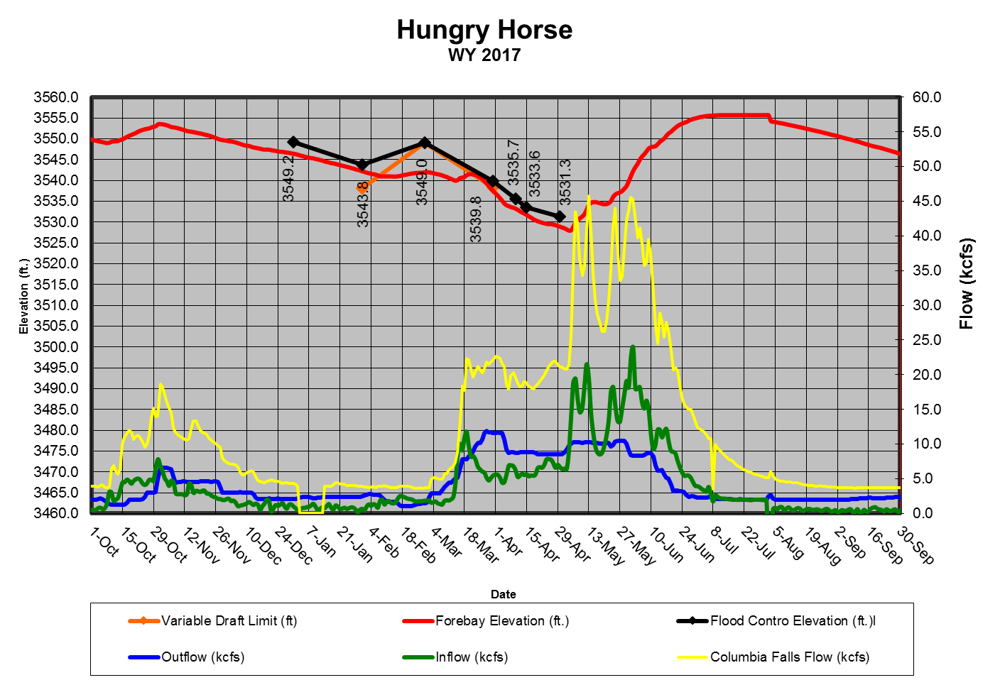 Hungry Horse
WY 2017
3560.0
3555.0
3550.0
3545.0
3540.0
3535.0
3530.0
3525.0
3520.0
3515.0
3510.0
3505.0
3500.0
3495.0
3490.0
3485.0
3480.0
3475.0
3470.0
3465.0
3460.0
Elevation (ft.)
3549.2
3543.8
3549.0
3539.8
3535.7
3533.6
3531.3
60.0
55.0
50.0
45.0
40.0
35.0
30.0
25.0
20.0
15.0
10.0
5.0
0.0
Flow (kcfs)
1-Oct
15-Oct
29-Oct
12-Nov
26-Nov
10-Dec
24-Dec
7-Jan
21-Jan
4-Feb
18-Feb
4-Mar
18-Mar
1-Apr
15-Apr
29-Apr
13-May
27-May
10-Jun
24-Jun
8-Jul
22-Jul
5-Aug
19-Aug
2-Sep
16-Sep
30-Sep
Date
Variable Draft Limit (ft)
Forebay Elevation (ft.)
Flood Contro Elevation (ft.)l
Outflow (kcfs)
Inflow (kcfs)
Columbia Falls Flow (kcfs)